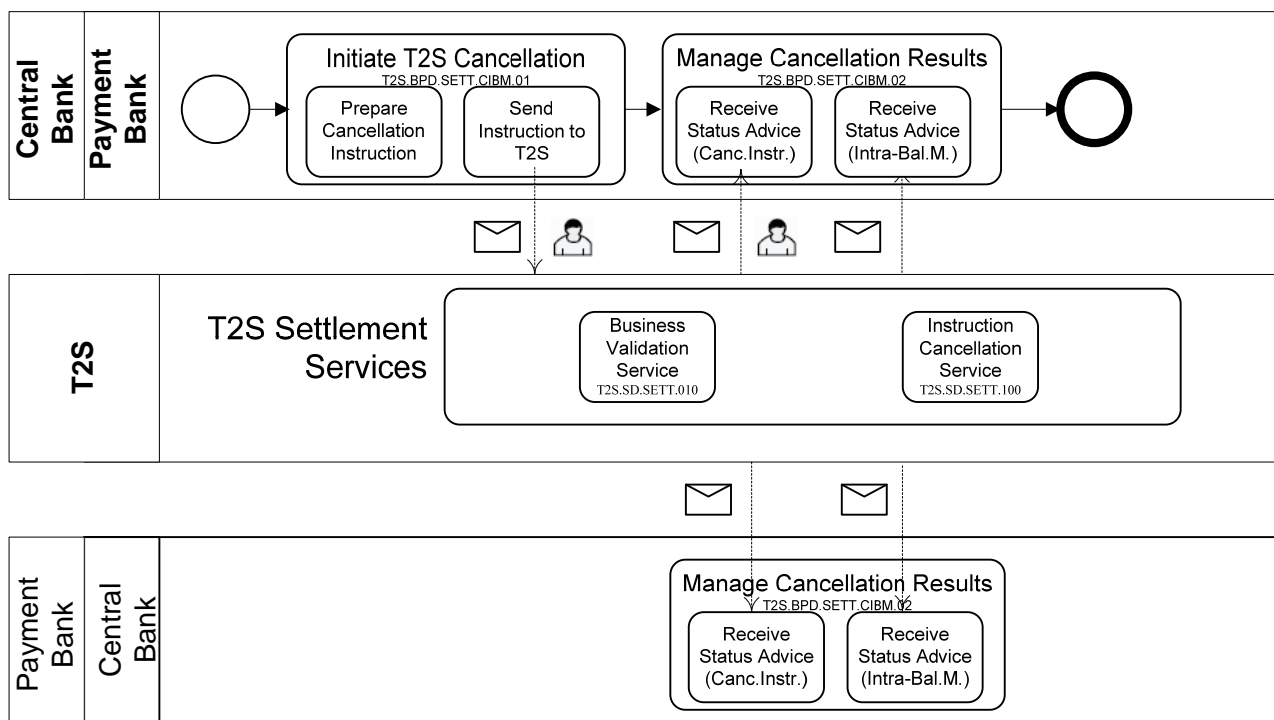 Central
Bank
Payment
Bank
Initiate T2S Cancellation
T2S.BPD.SETT.CIBM.01
Prepare
Cancellation
Instruction
Send
Instruction to
T2S
Manage Cancellation Results
T2S.BPD.SETT.CIBM.02
Receive
Status Advice
(Canc.Instr.)
Receive
Status Advice
(Intra-Bal.M.)
T2S
T2S Settlement
Services
Business
Validation
Service
T2S.SD.SETT.010
Instruction
Cancellation
Service
T2S.SD.SETT.100
Payment
Bank
Central
Bank
Manage Cancellation Results
T2S.BPD.SETT.CIBM.02
Receive
Status Advice
(Canc.Instr.)
Receive
Status Advice
(Intra-Bal.M.)